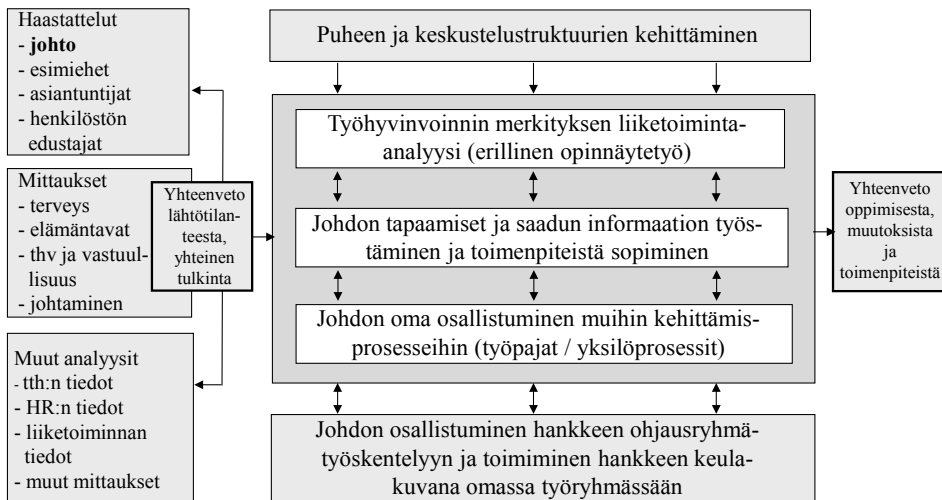 Haastattelut
- johto
- esimiehet
- asiantuntijat
- henkilöstön
edustajat
Mittaukset
- terveys
- elämäntavat
- thv ja vastuul-
lisuus
- johtaminen
Muut analyysit
- tth:n tiedot
- HR:n tiedot
- liiketoiminnan
tiedot
- muut mittaukset
Yhteenveto
lähtötilan-
teesta,
yhteinen
tulkinta
Puheen ja keskustelustruktuurien kehittäminen
Työhyvinvoinnin merkityksen liiketoiminta-
analyysi (erillinen opinnäytetyö)
Johdon tapaamiset ja saadun informaation työs-
täminen ja toimenpiteistä sopiminen
Johdon oma osallistuminen muihin kehittämis-
prosesseihin (työpajat / yksilöprosessit)
Johdon osallistuminen hankkeen ohjausryhmä-
työskentelyyn ja toimiminen hankkeen keula-
kuvana omassa työryhmässään
Yhteenveto
oppimisesta,
muutoksista
ja
toimenpiteistä